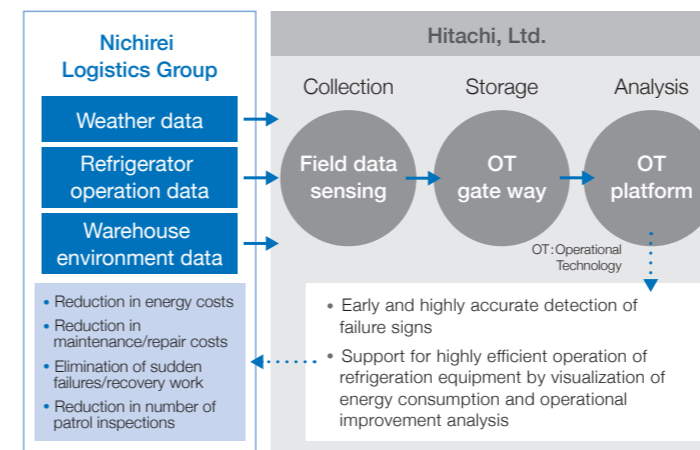 Nichirei
Logistics Group
Weather data
Refrigerator
operation data
Warehouse
environment data
• Reduction in energy costs
• Reduction in
maintenance/repair costs
• Elimination of sudden
failures/recovery work
• Reduction in number of
patrol inspections
Hitachi, Ltd.
Collection
Storage
Analysis
Field data
sensing
OT
gate way
OT
platform
OT:Operational
Technology
• Early and highly accurate detection of
failure signs
• Support for highly efficient operation of
refrigeration equipment by visualization of
energy consumption and operational
improvement analysis